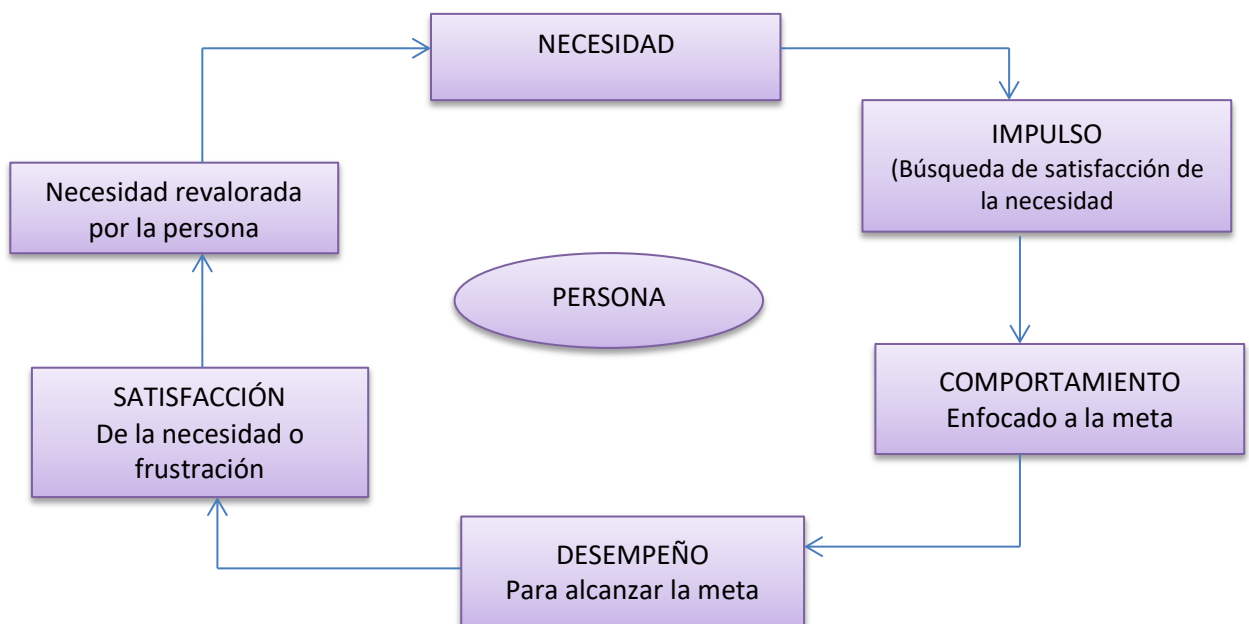 NECESIDAD
IMPULSO
(Búsqueda de satisfacción de
la necesidad
Necesidad revalorada
por la persona
PERSONA
COMPORTAMIENTO
Enfocado a la meta
SATISFACCIÓN
De la necesidad o
frustración
DESEMPEÑO
Para alcanzar la meta